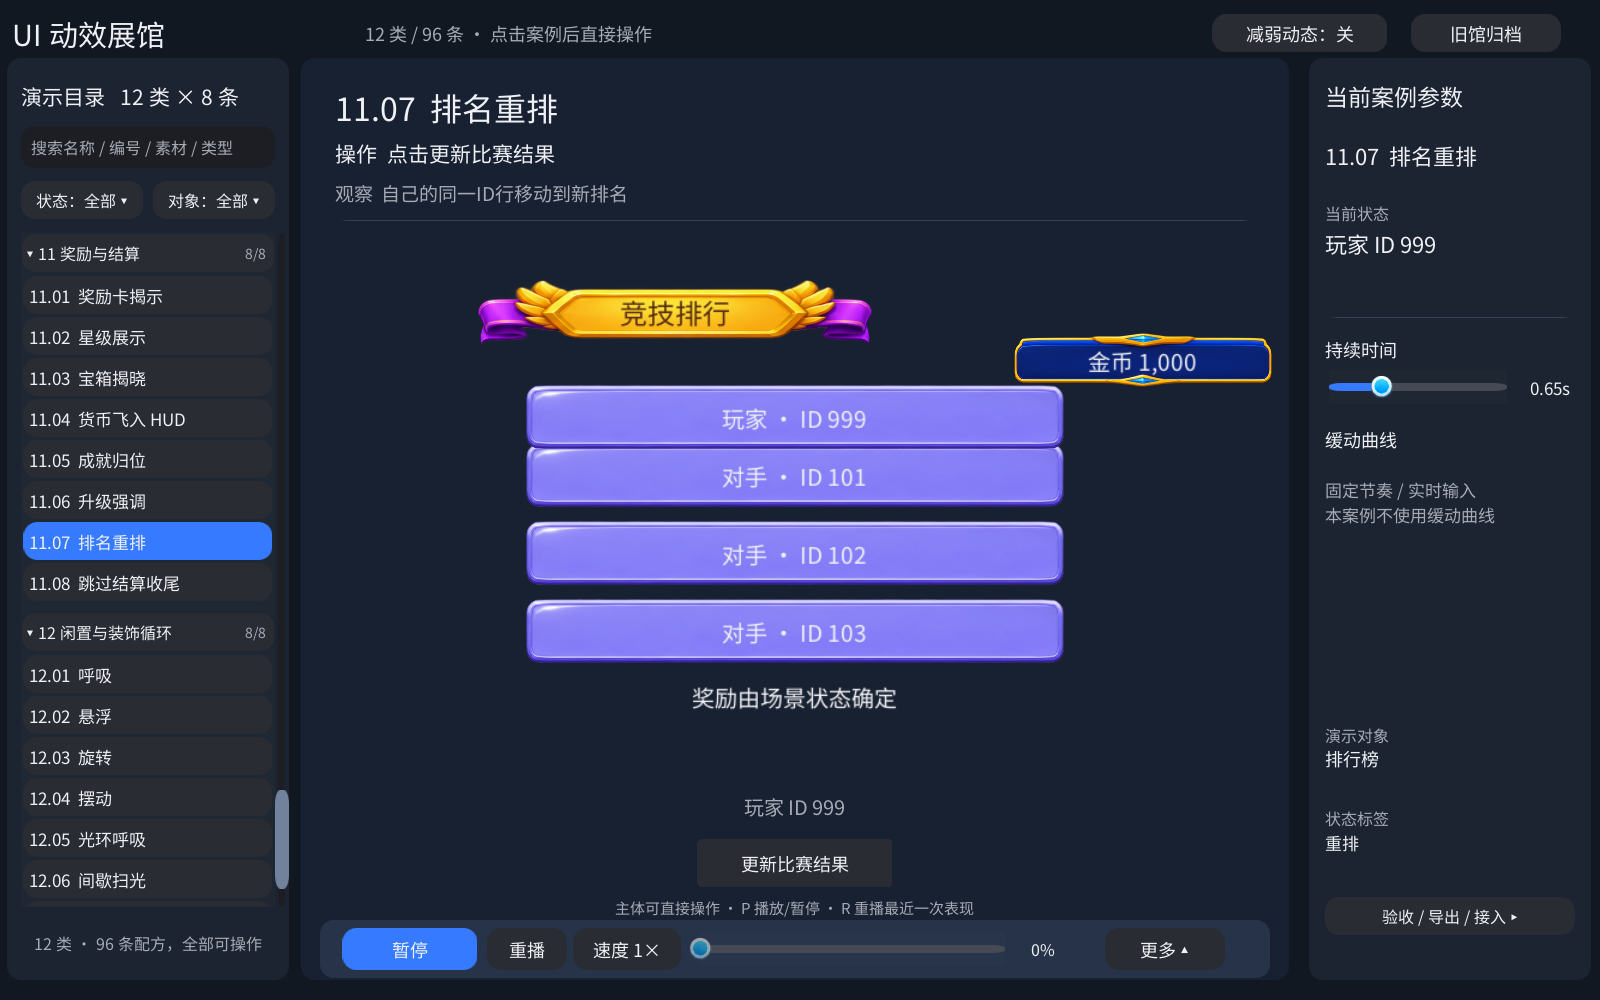 UI 动效展馆
12 类 / 96 条 · 点击案例后直接操作
减弱动态：关
旧馆归档
演示目录 12 类 × 8 条
搜索名称 / 编号 / 素材 / 类型
状态：全部 ▾
对象：全部 ▾
▾ 11 奖励与结算 8/8
11.01 奖励卡揭示
11.02 星级展示
11.03 宝箱揭晓
11.04 货币飞入 HUD
11.05 成就归位
11.06 升级强调
11.07 排名重排
11.08 跳过结算收尾
▾ 12 闲置与装饰循环 8/8
12.01 呼吸
12.02 悬浮
12.03 旋转
12.04 摆动
12.05 光环呼吸
12.06 间歇扫光
12 类 · 96 条配方，全部可操作
11.07 排名重排
操作 点击更新比赛结果
观察 自己的同一ID行移动到新排名
竞技排行
金币 1,000
玩家 · ID 999
对手 · ID 101
对手 · ID 102
对手 · ID 103
奖励由场景状态确定
玩家 ID 999
更新比赛结果
主体可直接操作 · P 播放/暂停 · R 重播最近一次表现
暂停
重播
速度 1×
0%
更多 ▴
当前案例参数
11.07 排名重排
当前状态
玩家 ID 999
持续时间
0.65s
缓动曲线
固定节奏 / 实时输入
本案例不使用缓动曲线
演示对象
排行榜
状态标签
重排
验收 / 导出 / 接入 ▸